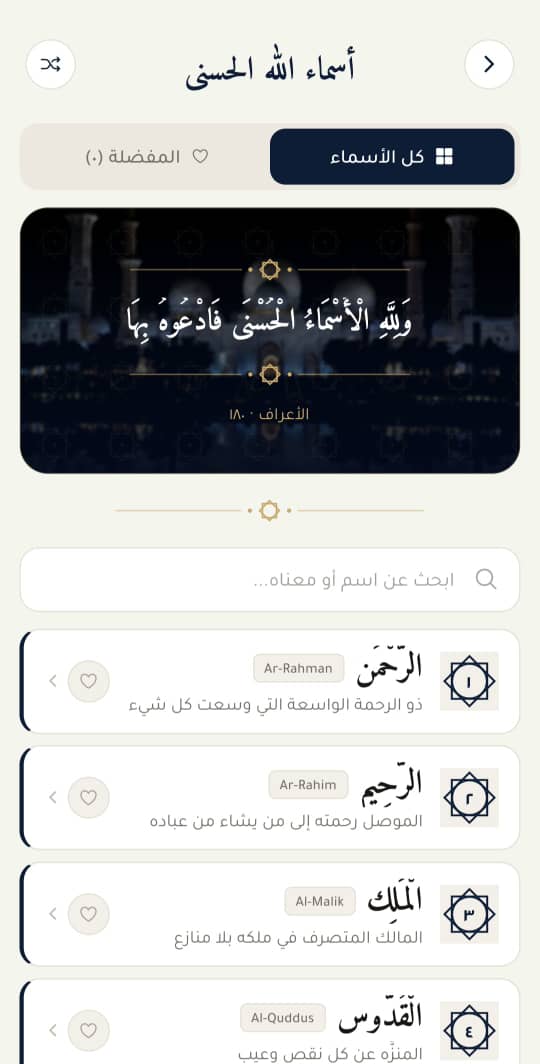 أسماء الله الحسنى
كل الأسماء
المفضلة (٠)
وَلِلَّهِ الْأَسْمَاءُ الْحُسْنَى فَادْعُوهُ بِهَا
الأعراف · ١٨٠
ابحث عن اسم أو معناه...
١
الرَّحْمَن Ar-Rahman
ذو الرحمة الواسعة التي وسعت كل شيء
٢
الرَّحِيم Ar-Rahim
الموصل رحمته إلى من يشاء من عباده
٣
الْمَلِك Al-Malik
المالك المتصرف في ملكه بلا منازع
٤
الْقُدُّوس Al-Quddus
المنزَّه عن كل نقص وعيب